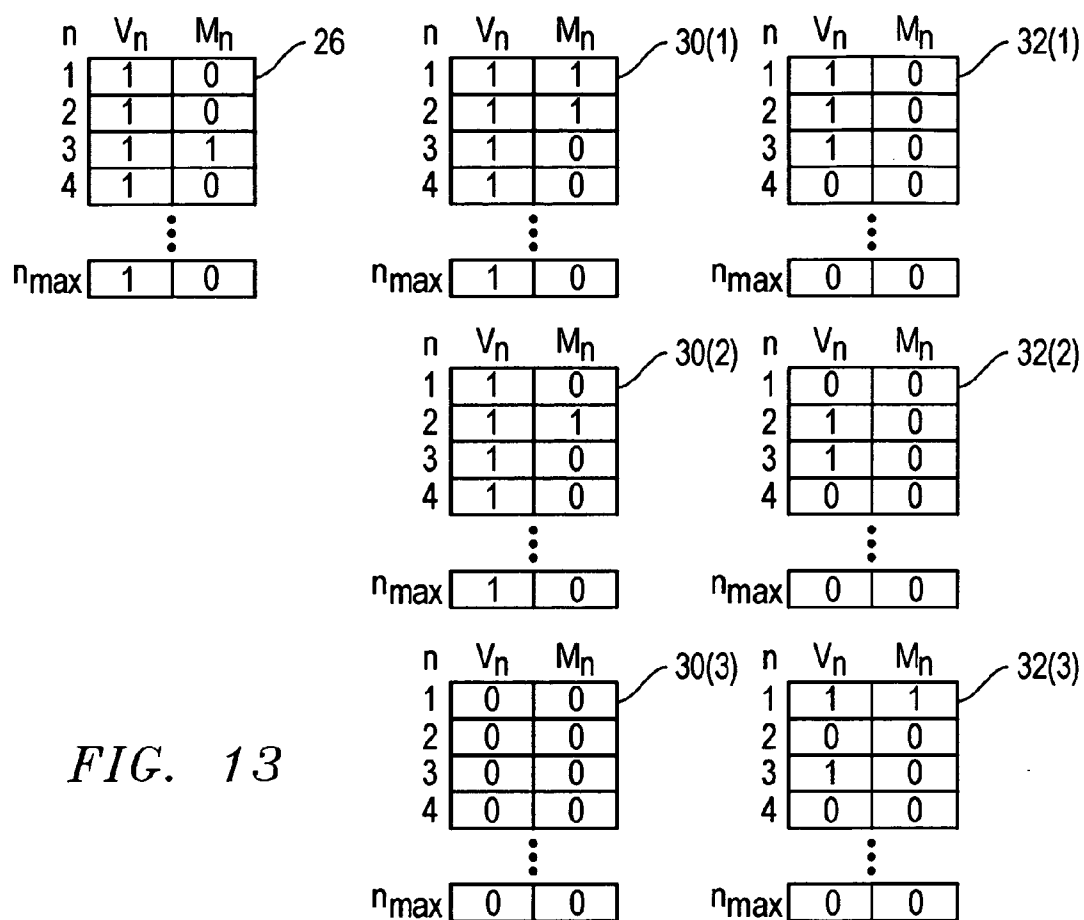 n Vn Mn 26
1 1 0
2 1 0
3 1 1
4 1 0
nmax 1 0
n Vn Mn 30(1)
1 1 1
2 1 1
3 1 0
4 1 0
nmax 1 0
n Vn Mn 32(1)
1 1 0
2 1 0
3 1 0
4 0 0
nmax 0 0
n Vn Mn 30(2)
1 1 0
2 1 1
3 1 0
4 1 0
nmax 1 0
n Vn Mn 32(2)
1 0 0
2 1 0
3 1 0
4 0 0
nmax 0 0
n Vn Mn 30(3)
1 0 0
2 0 0
3 0 0
4 0 0
nmax 0 0
n Vn Mn 32(3)
1 1 1
2 0 0
3 1 0
4 0 0
nmax 0 0
FIG. 13